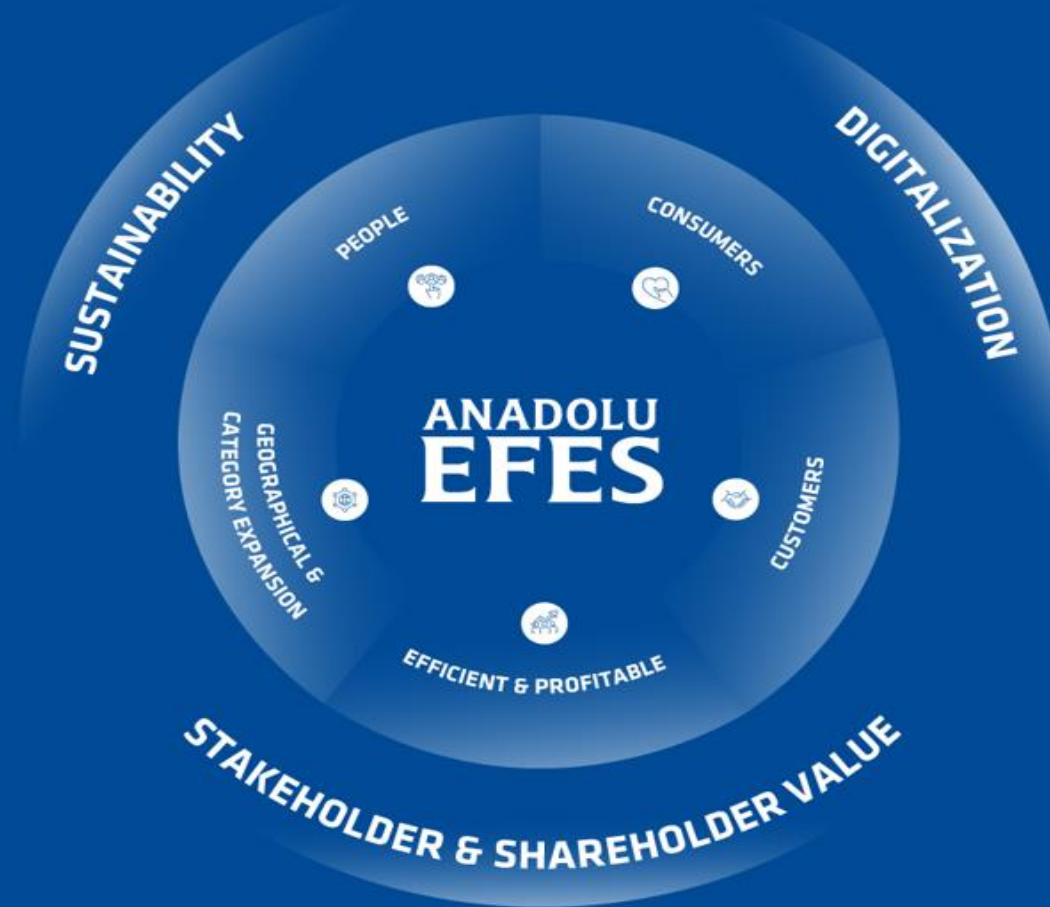 SUSTAINABILITY
DIGITALIZATION
PEOPLE
CONSUMERS
ANADOLU
EFES
GEOGRAPHICAL &
CATEGORY EXPANSION
CUSTOMERS
EFFICIENT & PROFITABLE
STAKEHOLDER & SHAREHOLDER VALUE